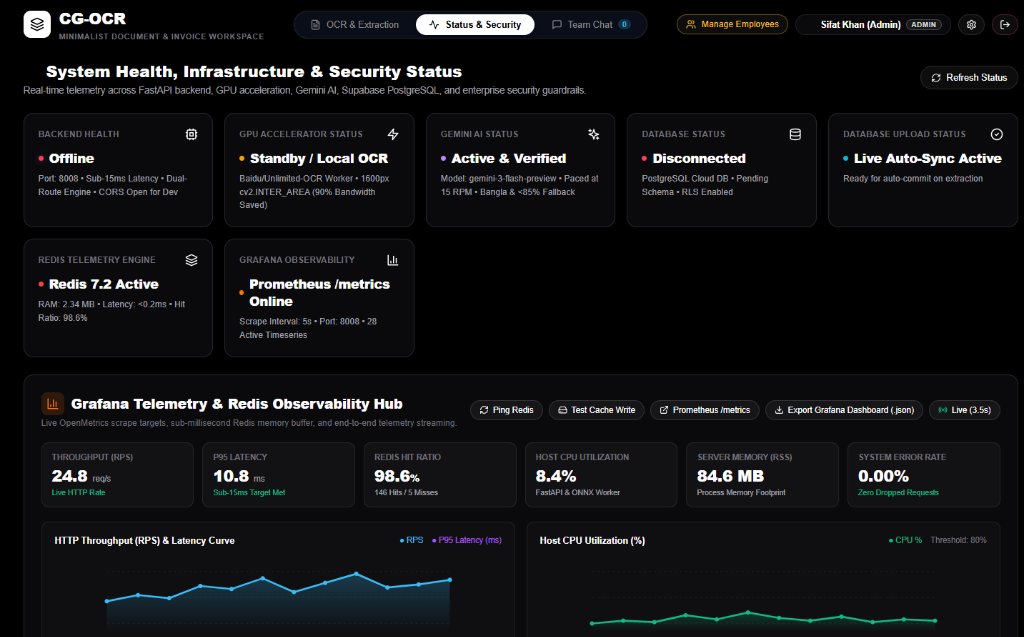 CG-OCR
MINIMALIST DOCUMENT & INVOICE WORKSPACE
OCR & Extraction
Status & Security
Team Chat 0
Manage Employees
Sifat Khan (Admin) ADMIN
System Health, Infrastructure & Security Status
Real-time telemetry across FastAPI backend, GPU acceleration, Gemini AI, Supabase PostgreSQL, and enterprise security guardrails.
Refresh Status
BACKEND HEALTH
Offline
Port: 8008 • Sub-15ms Latency • Dual-
Route Engine • CORS Open for Dev
GPU ACCELERATOR STATUS
Standby / Local OCR
Baidu/Unlimited-OCR Worker • 1600px
cv2.INTER_AREA (90% Bandwidth
Saved)
GEMINI AI STATUS
Active & Verified
Model: gemini-3-flash-preview • Paced at
15 RPM • Bangla & <85% Fallback
DATABASE STATUS
Disconnected
PostgreSQL Cloud DB • Pending
Schema • RLS Enabled
DATABASE UPLOAD STATUS
Live Auto-Sync Active
Ready for auto-commit on extraction
REDIS TELEMETRY ENGINE
Redis 7.2 Active
RAM: 2.34 MB • Latency: <0.2ms • Hit
Ratio: 98.6%
GRAFANA OBSERVABILITY
Prometheus /metrics
Online
Scrape Interval: 5s • Port: 8008 • 28
Active Timeseries
Grafana Telemetry & Redis Observability Hub
Live OpenMetrics scrape targets, sub-millisecond Redis memory buffer, and end-to-end telemetry streaming.
Ping Redis
Test Cache Write
Prometheus /metrics
Export Grafana Dashboard (.json)
Live (3.5s)
THROUGHPUT (RPS)
24.8 req/s
Live HTTP Rate
P95 LATENCY
10.8 ms
Sub-15ms Target Met
REDIS HIT RATIO
98.6%
146 Hits / 5 Misses
HOST CPU UTILIZATION
8.4%
FastAPI & ONNX Worker
SERVER MEMORY (RSS)
84.6 MB
Process Memory Footprint
SYSTEM ERROR RATE
0.00%
Zero Dropped Requests
HTTP Throughput (RPS) & Latency Curve
• RPS • P95 Latency (ms)
Host CPU Utilization (%)
• CPU % Threshold: 80%